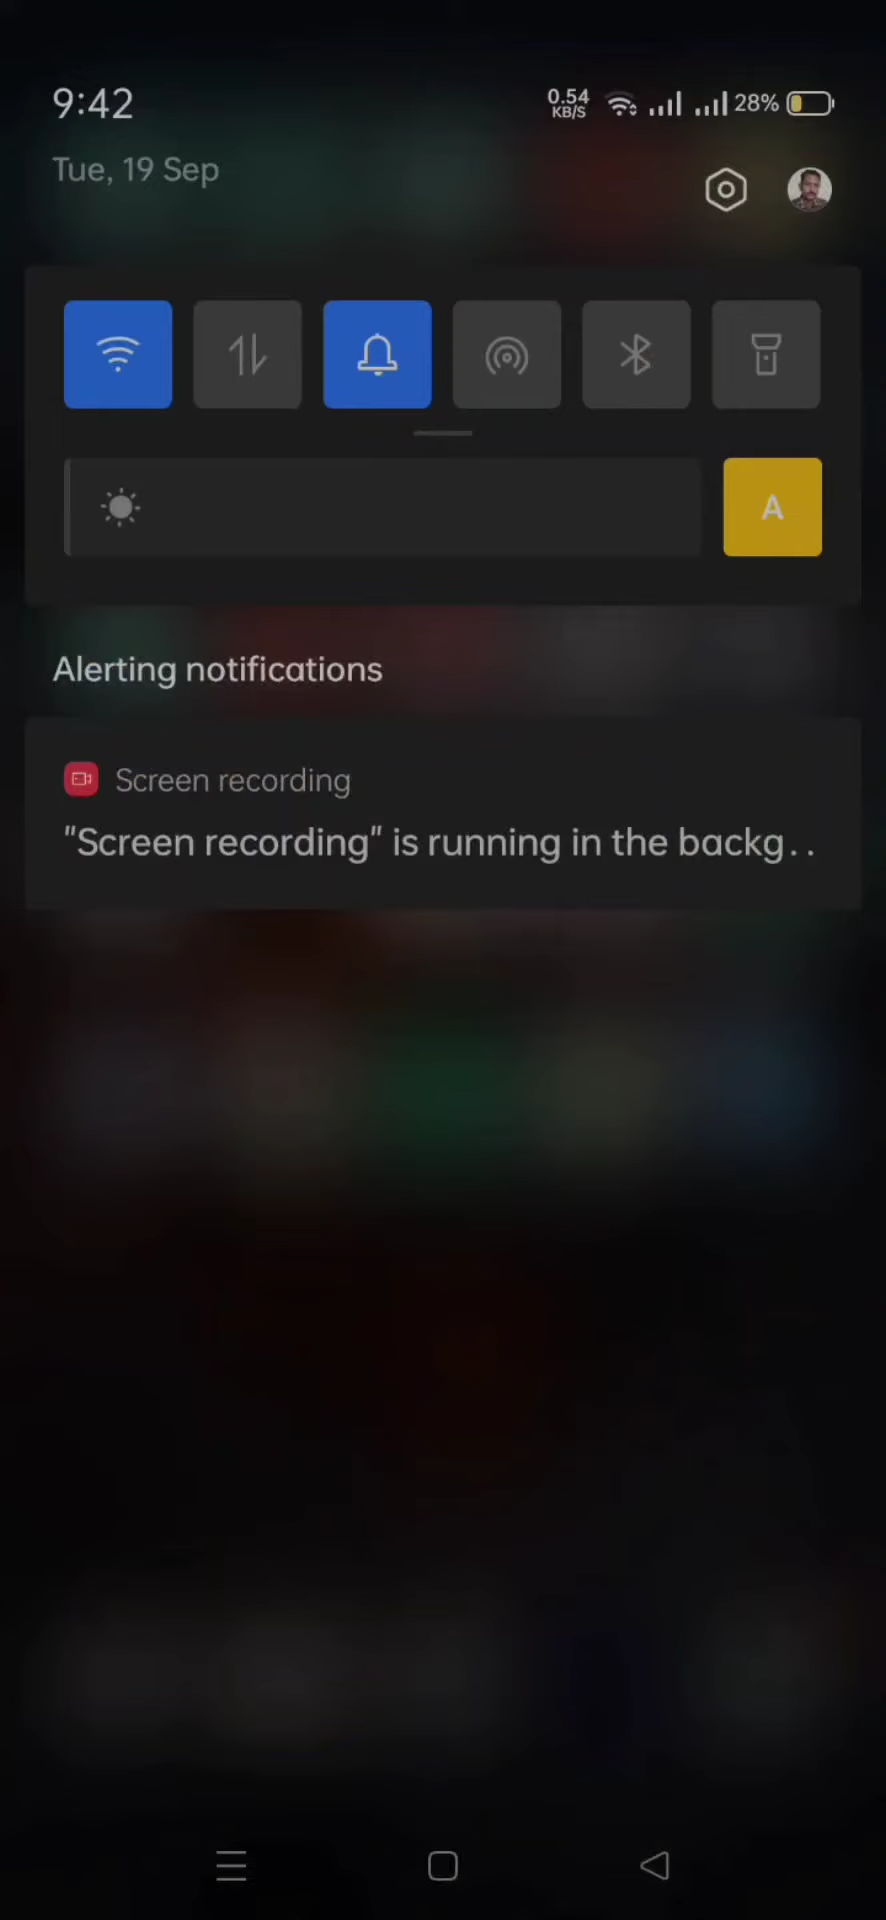 9:42
0.54
KB/S
28%
Tue, 19 Sep
A
Alerting notifications
Screen recording
"Screen recording" is running in the backg..